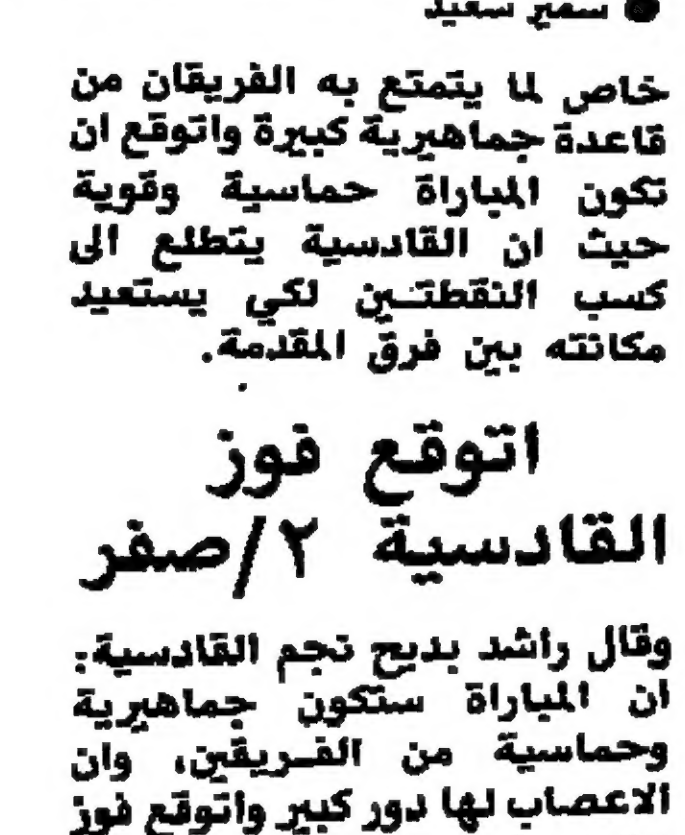 ● سمير سعيد
خاص لما يتمتع به الفريقان من
قاعدة جماهيرية كبيرة واتوقع ان
تكون المباراة حماسية وقوية
حيث ان القادسية يتطلع الى
كسب النقطتين لكي يستعيد
مكانته بين فرق المقدمة.
اتوقع فوز
القادسية ٢/صفر
وقال راشد بديح نجم القادسية:
ان المباراة ستكون جماهيرية
وحماسية من الفريقين، وان
الاعصاب لها دور كبير واتوقع فوز